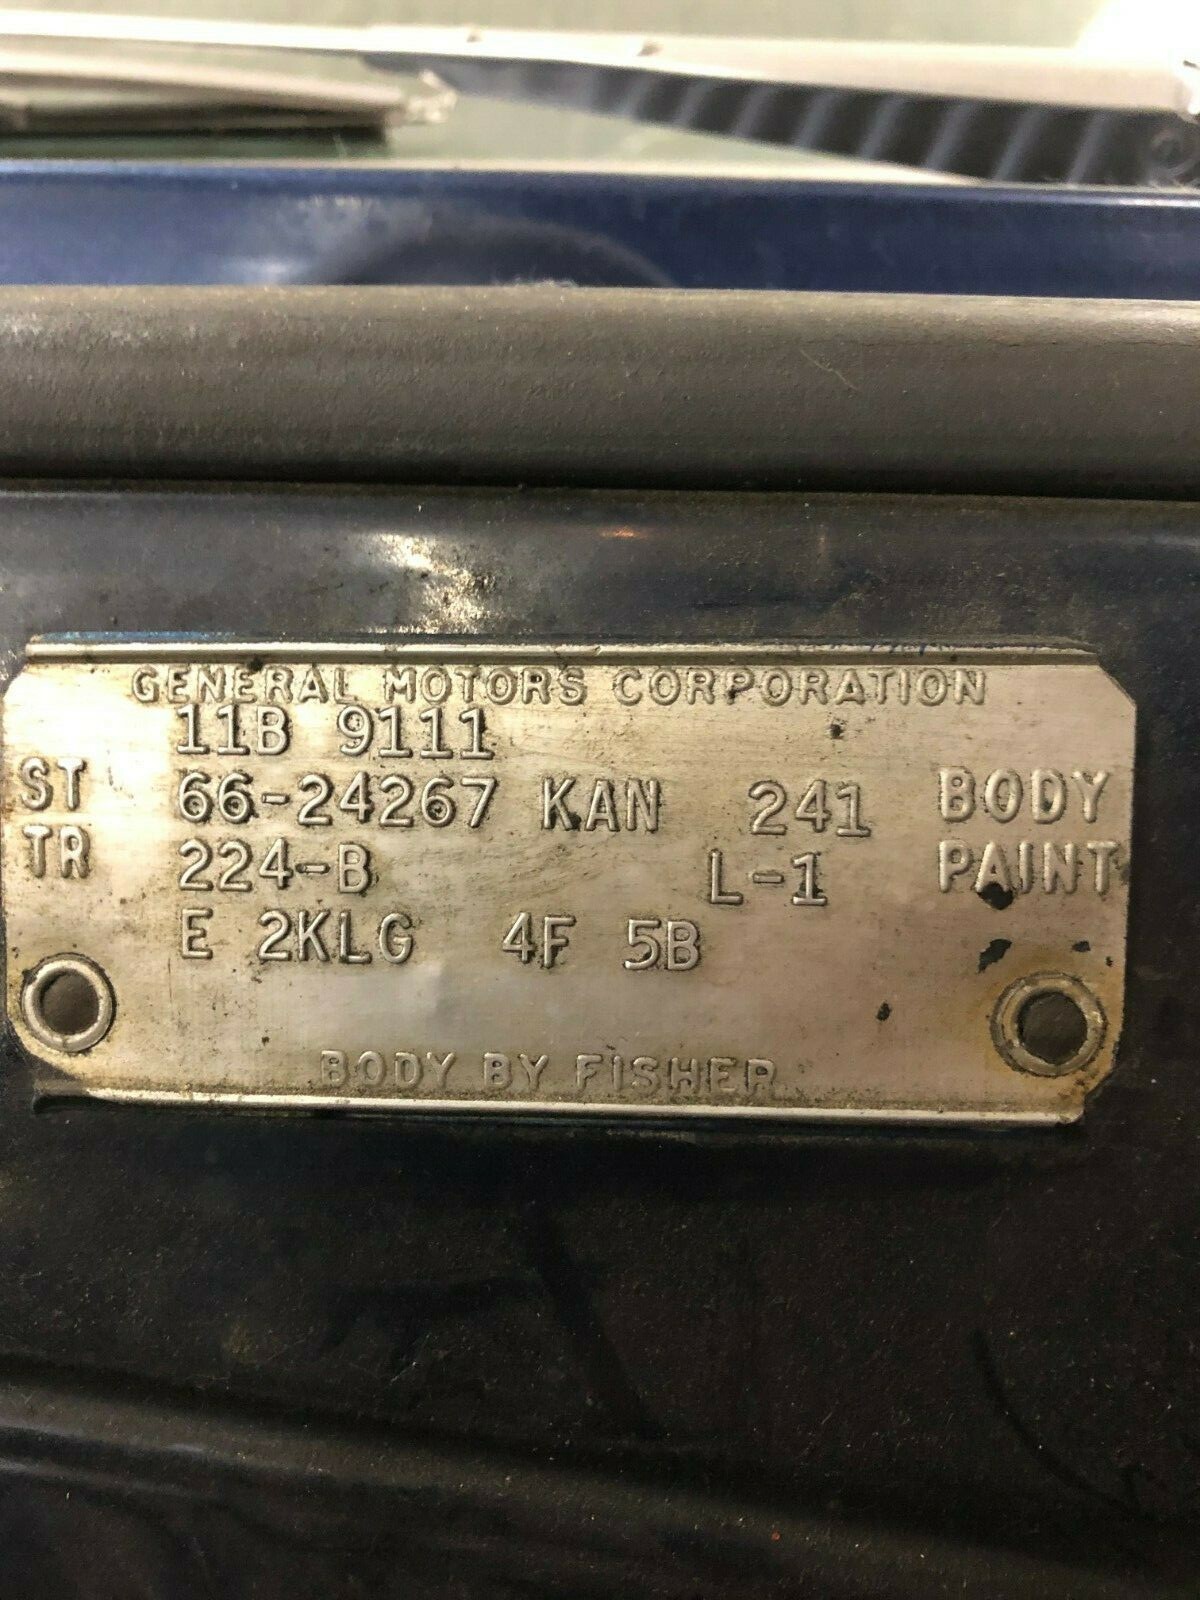 GENERAL MOTORS CORPORATION
11B 9111
ST 66-24267 KAN 241 BODY
TR 224-B L-1 PAINT
E 2KLG 4F 5B
BODY BY FISHER